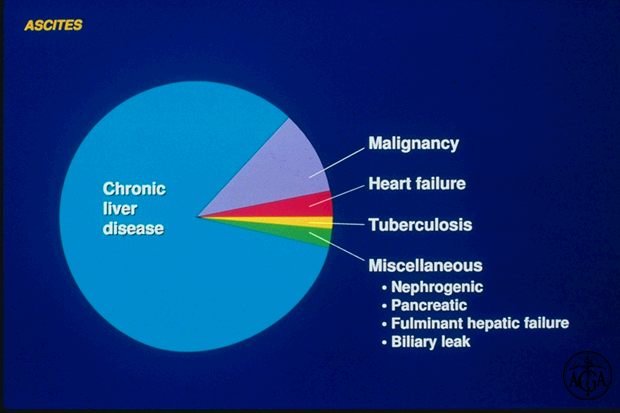 ASCITES
Chronic
liver
disease
Malignancy
Heart failure
Tuberculosis
Miscellaneous
• Nephrogenic
• Pancreatic
• Fulminant hepatic failure
• Biliary leak